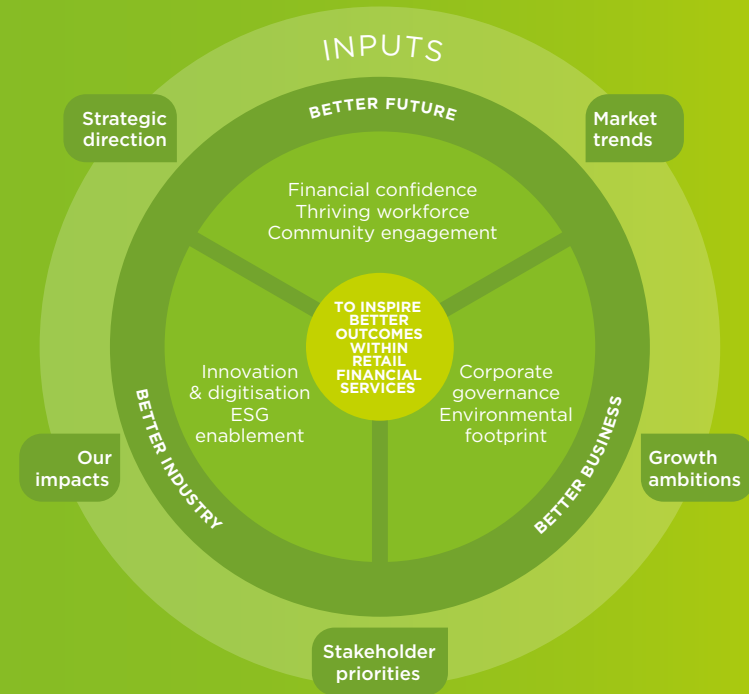 INPUTS
BETTER FUTURE
Strategic
direction
Market
trends
Financial confidence
Thriving workforce
Community engagement
TO INSPIRE
BETTER
OUTCOMES
WITHIN
RETAIL
FINANCIAL
SERVICES
Innovation
& digitisation
ESG
enablement
Corporate
governance
Environmental
footprint
BETTER INDUSTRY
BETTER BUSINESS
Our
impacts
Growth
ambitions
Stakeholder
priorities